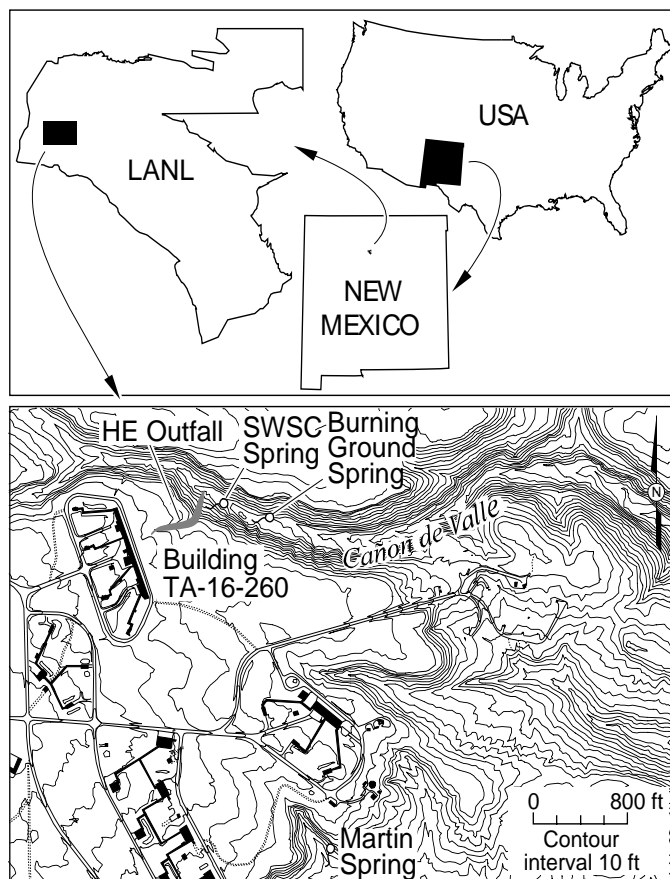 USA
LANL
NEW
MEXICO
HE Outfall
SWSC
Spring
Burning
Ground
Spring
N
Cañon de Valle
Building
TA-16-260
0 800 ft
Contour
interval 10 ft
Martin
Spring